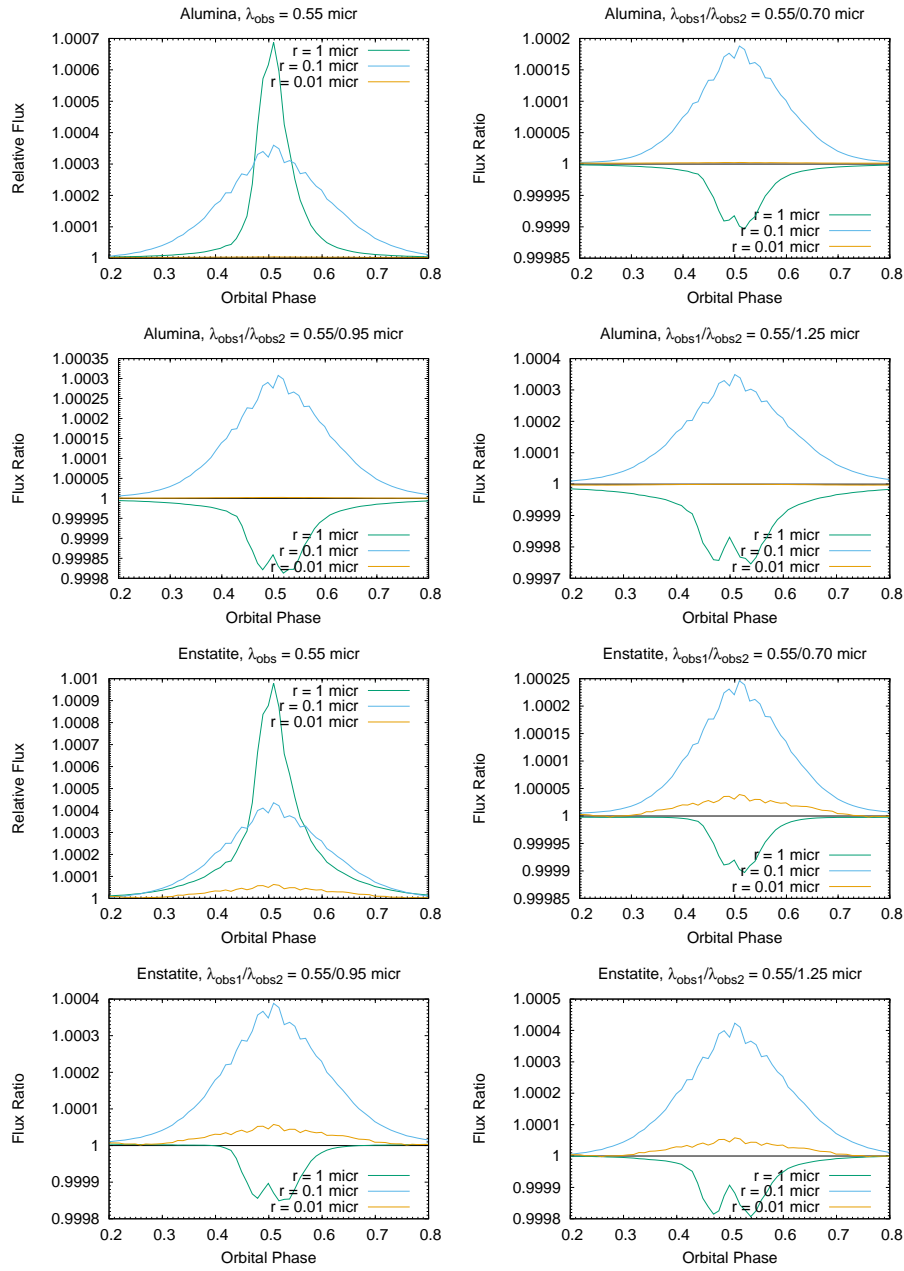 Alumina, λobs = 0.55 micr
Relative Flux
1.0007
1.0006
1.0005
1.0004
1.0003
1.0002
1.0001
1
r = 1 micr
r = 0.1 micr
r = 0.01 micr
0.2 0.3 0.4 0.5 0.6 0.7 0.8
Orbital Phase
Alumina, λobs1/λobs2 = 0.55/0.70 micr
Flux Ratio
1.0002
1.00015
1.0001
1.00005
1
0.99995
0.9999
0.99985
r = 1 micr
r = 0.1 micr
r = 0.01 micr
0.2 0.3 0.4 0.5 0.6 0.7 0.8
Orbital Phase
Alumina, λobs1/λobs2 = 0.55/0.95 micr
Flux Ratio
1.00035
1.0003
1.00025
1.0002
1.00015
1.0001
1.00005
1
0.99995
0.9999
0.99985
0.9998
r = 1 micr
r = 0.1 micr
r = 0.01 micr
0.2 0.3 0.4 0.5 0.6 0.7 0.8
Orbital Phase
Alumina, λobs1/λobs2 = 0.55/1.25 micr
Flux Ratio
1.0004
1.0003
1.0002
1.0001
1
0.9999
0.9998
0.9997
r = 1 micr
r = 0.1 micr
r = 0.01 micr
0.2 0.3 0.4 0.5 0.6 0.7 0.8
Orbital Phase
Enstatite, λobs = 0.55 micr
Relative Flux
1.001
1.0009
1.0008
1.0007
1.0006
1.0005
1.0004
1.0003
1.0002
1.0001
1
r = 1 micr
r = 0.1 micr
r = 0.01 micr
0.2 0.3 0.4 0.5 0.6 0.7 0.8
Orbital Phase
Enstatite, λobs1/λobs2 = 0.55/0.70 micr
Flux Ratio
1.00025
1.0002
1.00015
1.0001
1.00005
1
0.99995
0.9999
0.99985
r = 1 micr
r = 0.1 micr
r = 0.01 micr
0.2 0.3 0.4 0.5 0.6 0.7 0.8
Orbital Phase
Enstatite, λobs1/λobs2 = 0.55/0.95 micr
Flux Ratio
1.0004
1.0003
1.0002
1.0001
1
0.9999
0.9998
r = 1 micr
r = 0.1 micr
r = 0.01 micr
0.2 0.3 0.4 0.5 0.6 0.7 0.8
Orbital Phase
Enstatite, λobs1/λobs2 = 0.55/1.25 micr
Flux Ratio
1.0005
1.0004
1.0003
1.0002
1.0001
1
0.9999
0.9998
r = 1 micr
r = 0.1 micr
r = 0.01 micr
0.2 0.3 0.4 0.5 0.6 0.7 0.8
Orbital Phase